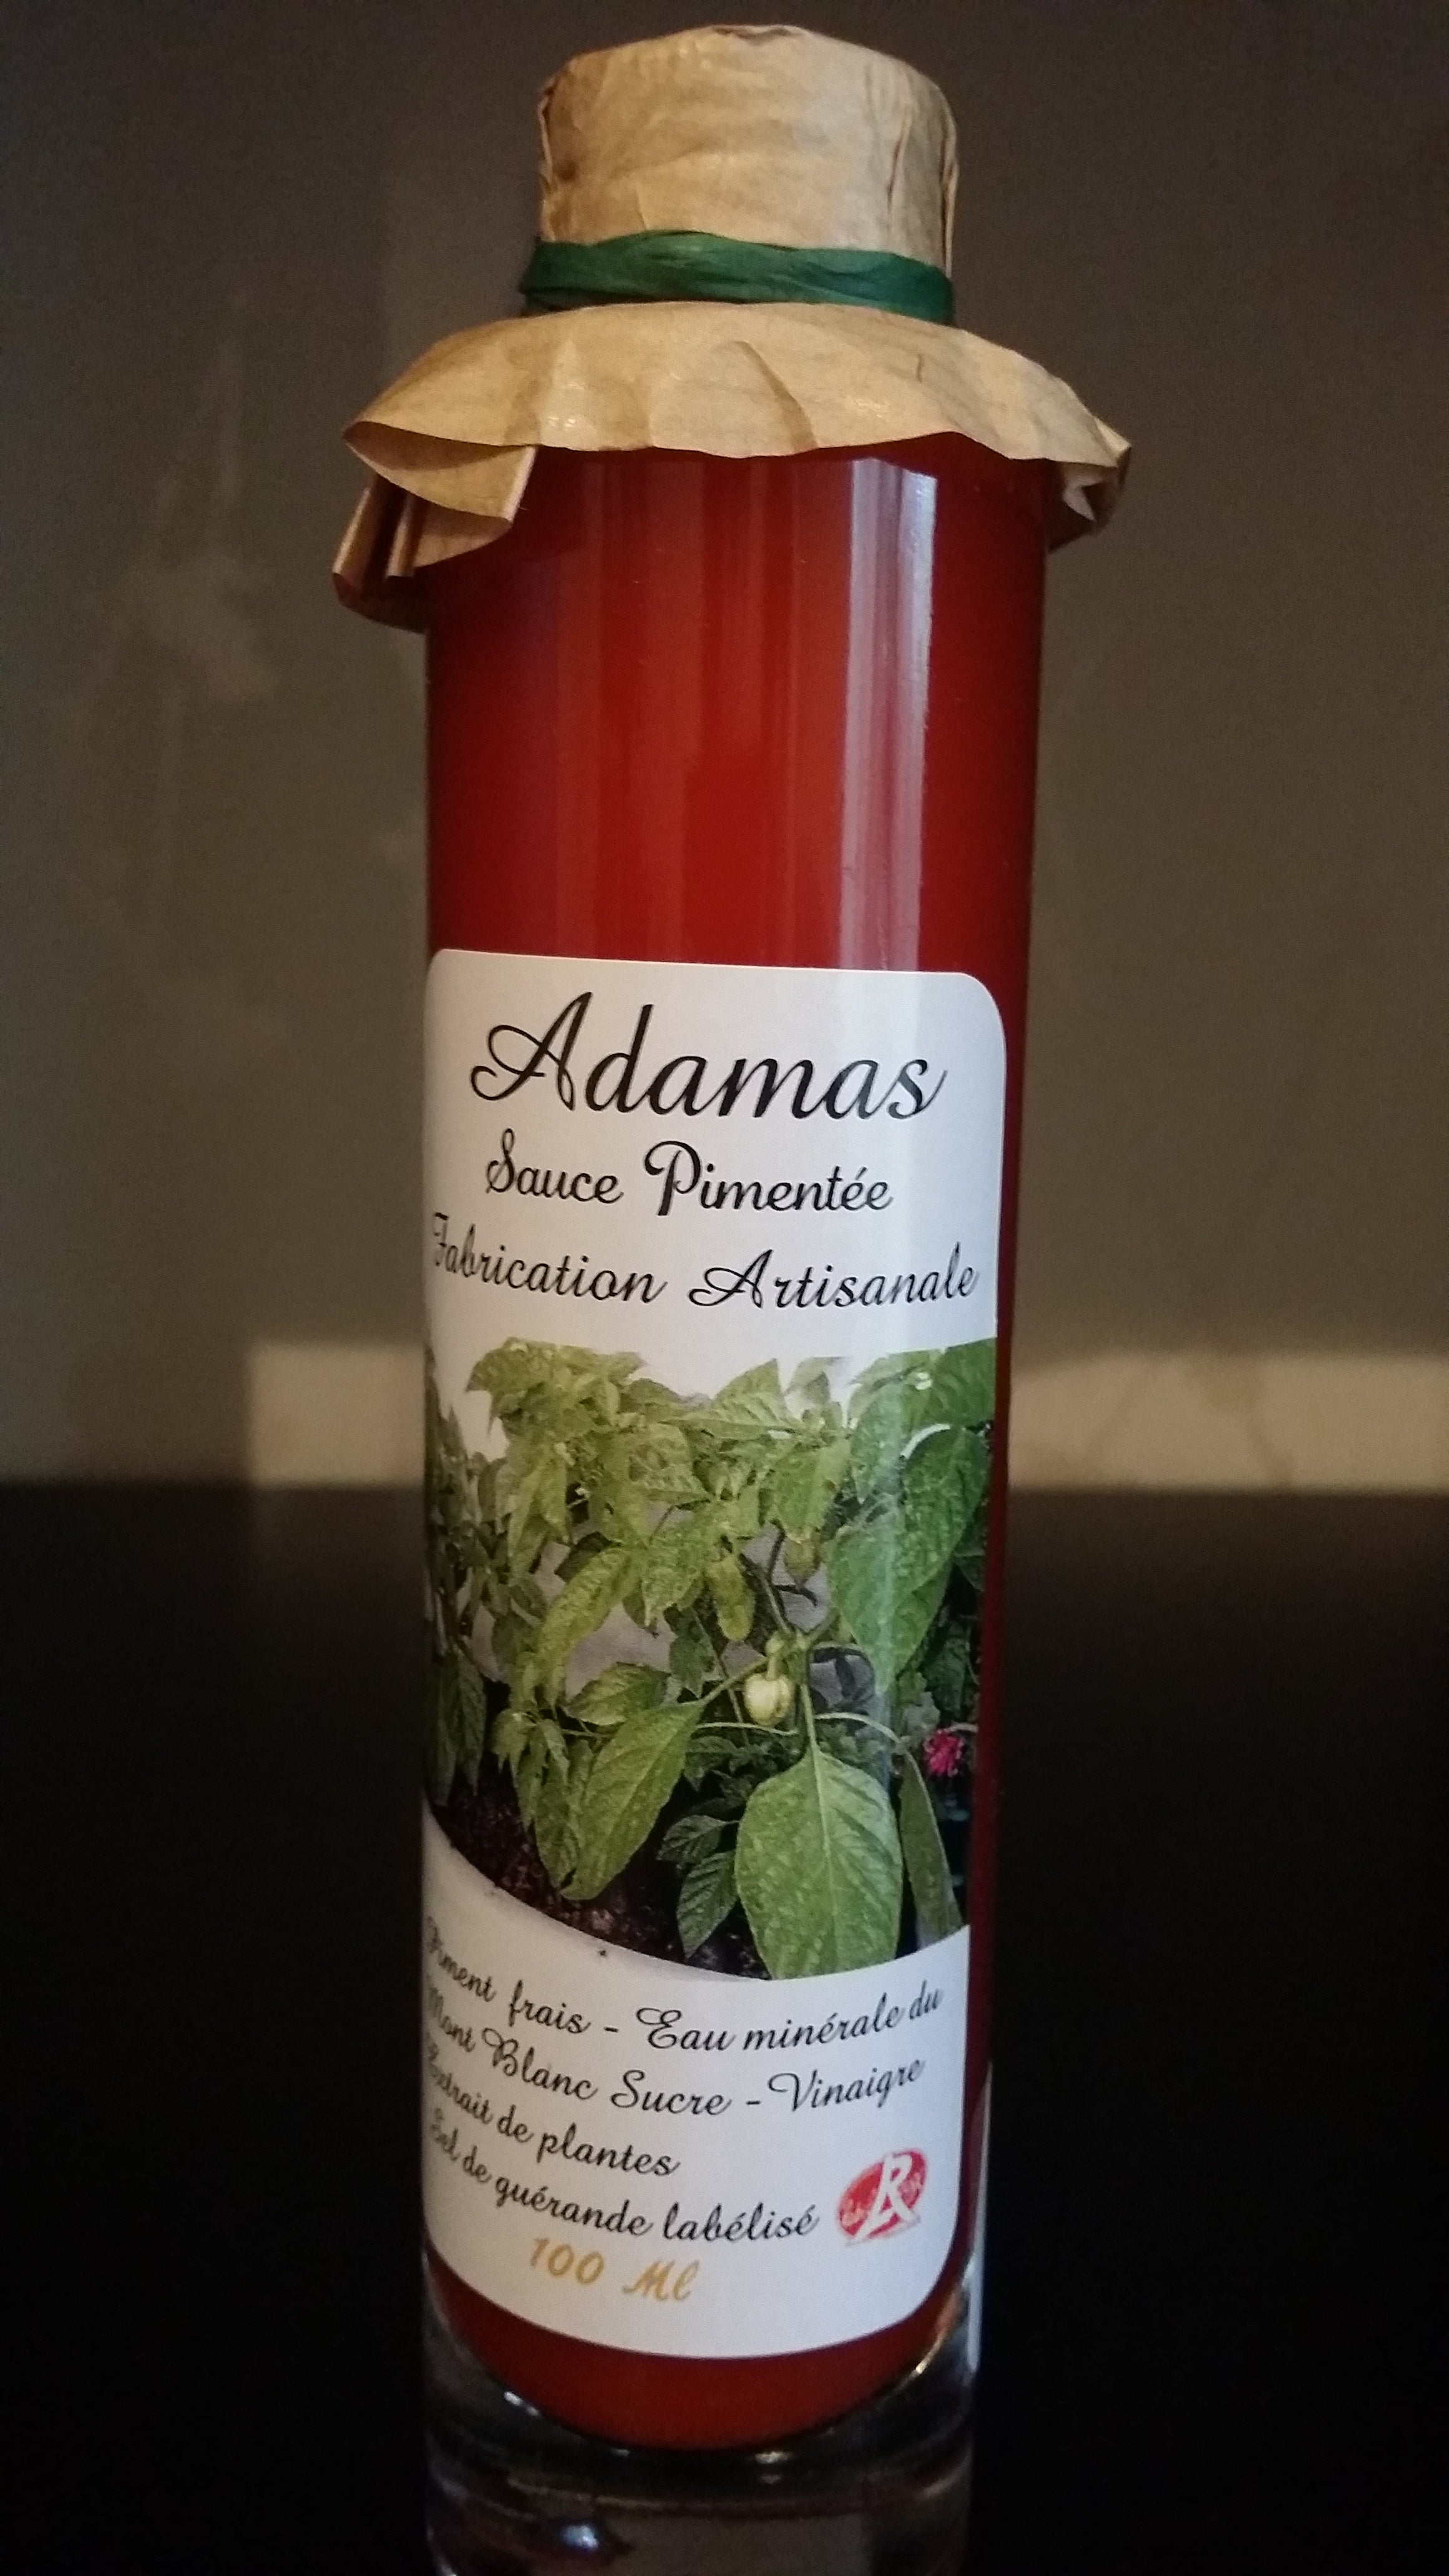 Adamas
Sauce Pimentée
Fabrication Artisanale
Piment frais - Eau minérale du
Mont Blanc Sucre - Vinaigre
Extrait de plantes
Sel de guérande labélisé
100 Ml